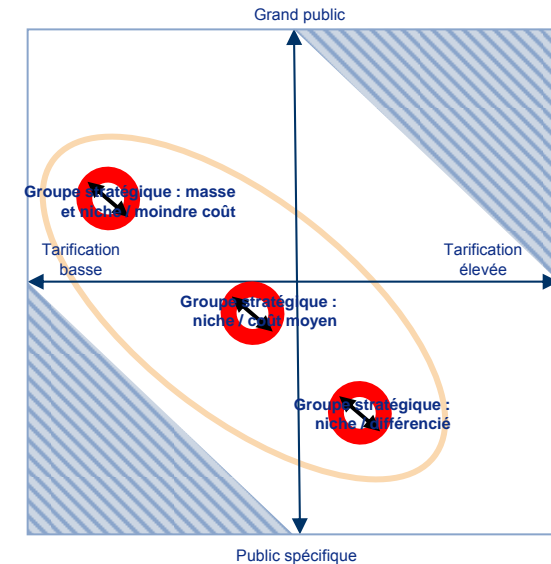 Grand public
Groupe stratégique : masse
et niche / moindre coût
Tarification
basse
Tarification
élevée
Groupe stratégique :
niche / coût moyen
Groupe stratégique :
niche / différencié
Public spécifique